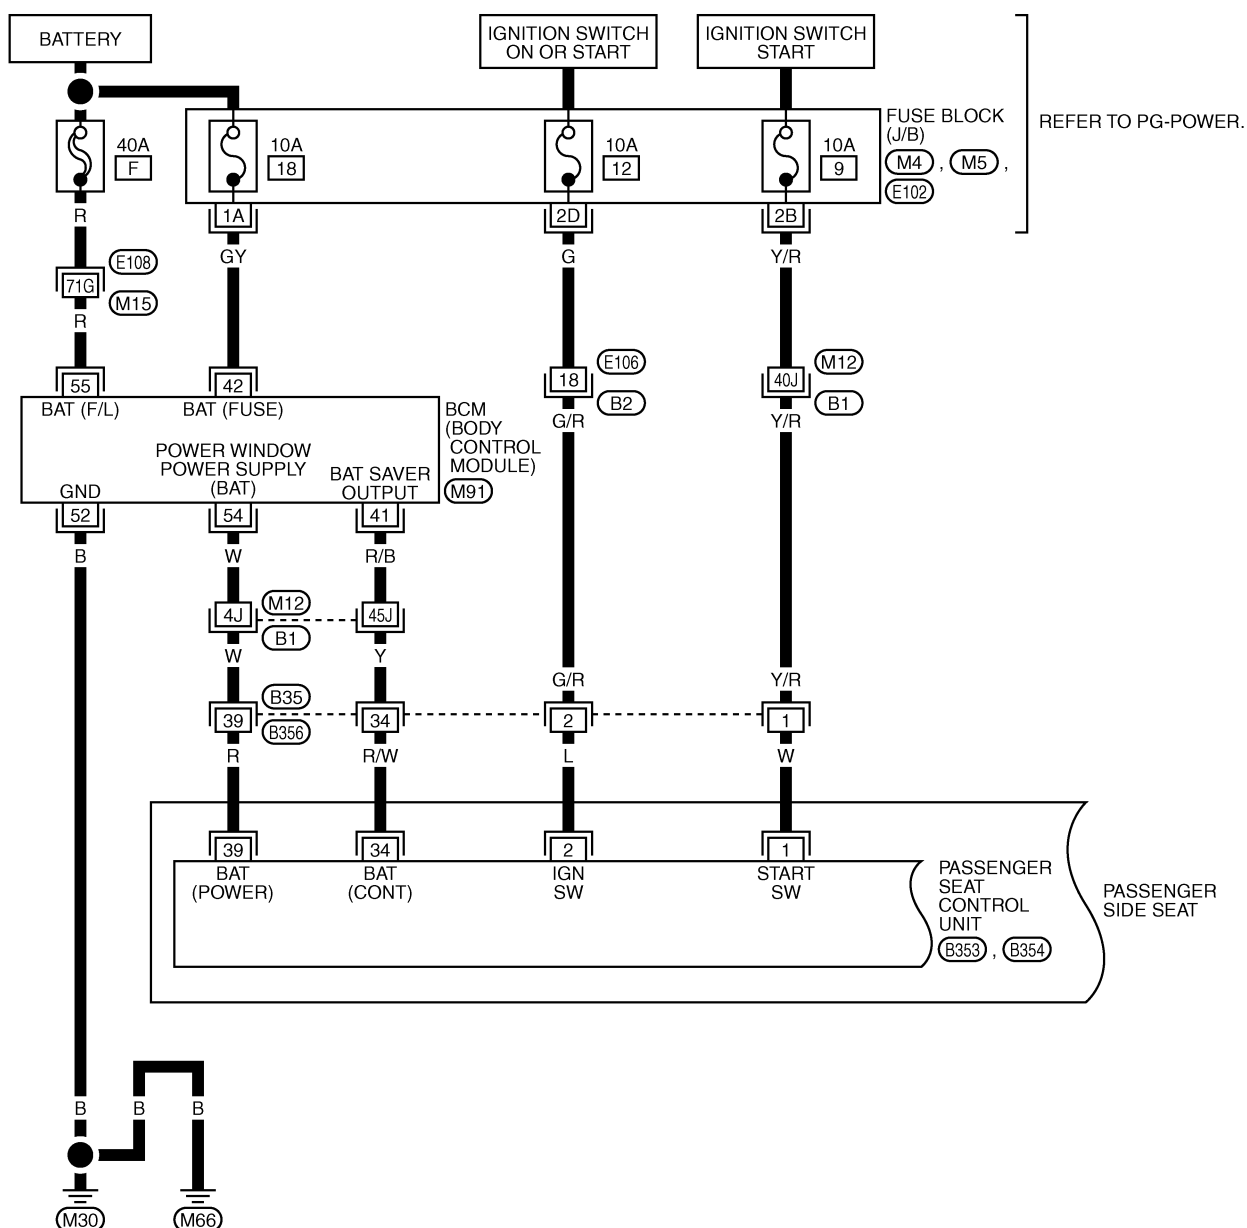 BATTERY
IGNITION SWITCH
ON OR START
IGNITION SWITCH
START
REFER TO PG-POWER.
FUSE BLOCK
(J/B)
M4 , M5 ,
E102
40A
F
10A
18
10A
12
10A
9
R
1A
2D
2B
GY
G
Y/R
E108
71G
M15
R
E106
18
B2
G/R
M12
40J
B1
Y/R
55
42
BAT (F/L)
BAT (FUSE)
BCM
(BODY
CONTROL
MODULE)
M91
POWER WINDOW
POWER SUPPLY
(BAT)
BAT SAVER
OUTPUT
GND
52
54
41
B
W
R/B
M12
4J
45J
B1
W
Y
G/R
Y/R
B35
39
34
2
1
B356
R
R/W
L
W
39
34
2
1
BAT
(POWER)
BAT
(CONT)
IGN
SW
START
SW
PASSENGER
SEAT
CONTROL
UNIT
B353 , B354
PASSENGER
SIDE SEAT
B
B
B
M30
M66